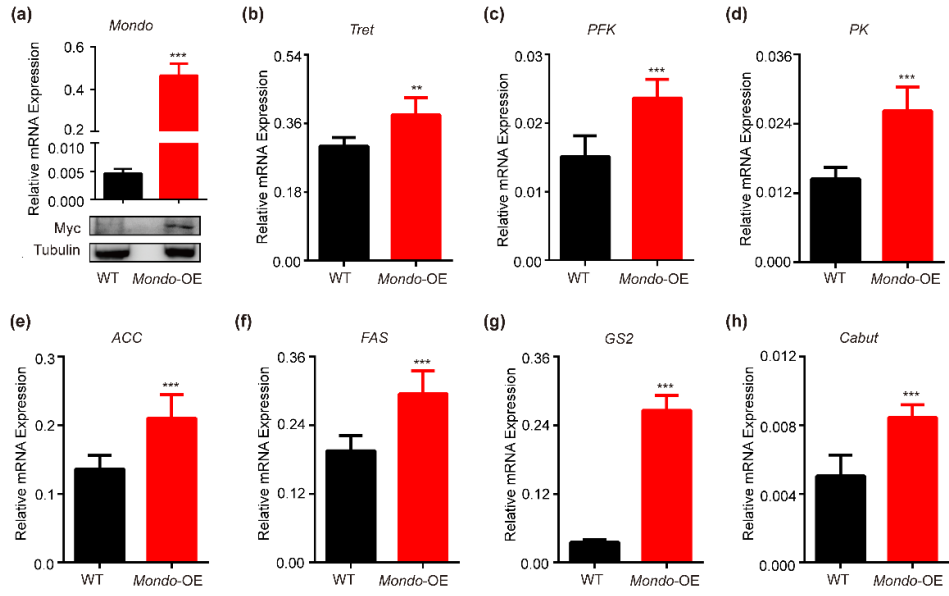 (a)
Mondo
Relative mRNA Expression
0.6
0.4
0.2
0.010
0.005
0.000
***
Myc
Tubulin
WT
Mondo-OE
(b)
Tret
Relative mRNA Expression
0.54
0.36
0.18
0.00
**
WT
Mondo-OE
(c)
PFK
Relative mRNA Expression
0.03
0.02
0.01
0.00
***
WT
Mondo-OE
(d)
PK
Relative mRNA Expression
0.036
0.024
0.012
0.000
***
WT
Mondo-OE
(e)
ACC
Relative mRNA Expression
0.3
0.2
0.1
0.0
***
WT
Mondo-OE
(f)
FAS
Relative mRNA Expression
0.36
0.24
0.12
0.00
***
WT
Mondo-OE
(g)
GS2
Relative mRNA Expression
0.36
0.24
0.12
0.00
***
WT
Mondo-OE
(h)
Cabut
Relative mRNA Expression
0.012
0.008
0.004
0.000
***
WT
Mondo-OE